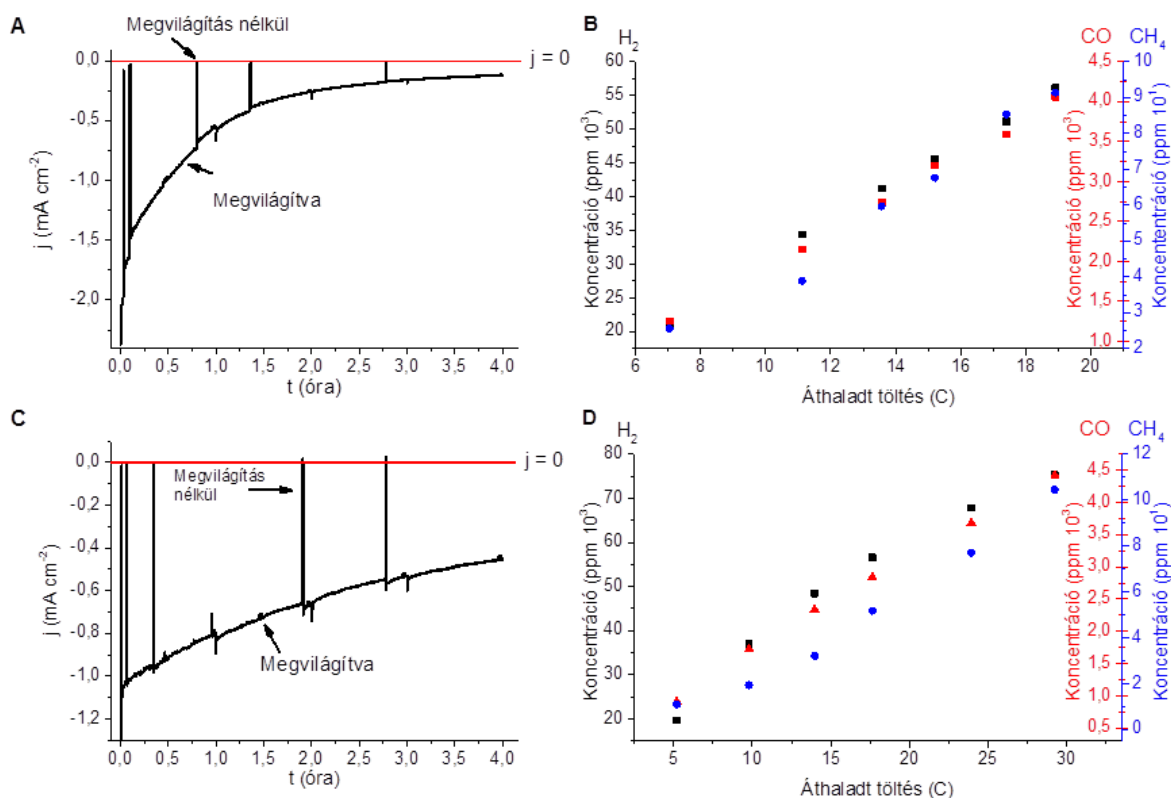 A
Megvilágítás nélkül
j = 0
0,0
-0,5
-1,0
-1,5
-2,0
j (mA cm-2)
Megvilágítva
0,0 0,5 1,0 1,5 2,0 2,5 3,0 3,5 4,0
t (óra)
B
H2
CO
CH4
60
55
50
45
40
35
30
25
20
Koncentráció (ppm 10³)
4,5
4,0
3,5
3,0
2,5
2,0
1,5
1,0
Koncentráció (ppm 10³)
10
9
8
7
6
5
4
3
2
Koncententráció (ppm 10¹)
6 8 10 12 14 16 18 20
Áthaladt töltés (C)
C
j = 0
Megvilágítás
nélkül
0,0
-0,2
-0,4
-0,6
-0,8
-1,0
-1,2
j (mA cm-2)
Megvilágítva
0,0 0,5 1,0 1,5 2,0 2,5 3,0 3,5 4,0
t (óra)
D
H2
CO
CH4
80
70
60
50
40
30
20
Koncentráció (ppm 10³)
4,5
4,0
3,5
3,0
2,5
2,0
1,5
1,0
0,5
Koncentráció (ppm 10³)
12
10
8
6
4
2
0
Koncentráció (ppm 10¹)
5 10 15 20 25 30
Áthaladt töltés (C)